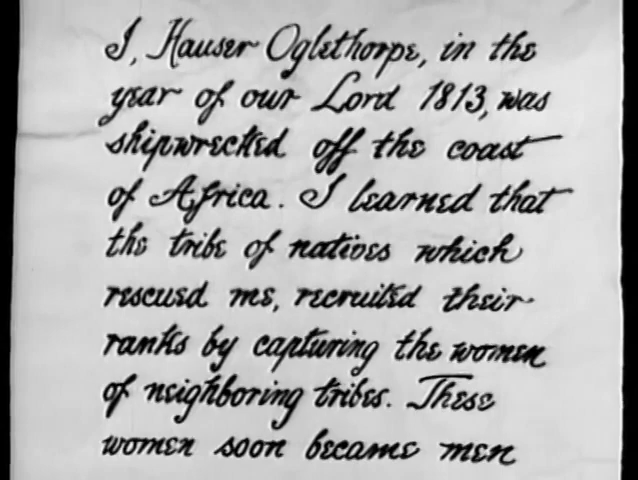 I, Hauser Oglethorpe, in the
year of our Lord 1813, was
shipwrecked off the coast
of Africa. I learned that
the tribe of natives which
rescued me, recruited their
ranks by capturing the women
of neighboring tribes. These
women soon became men